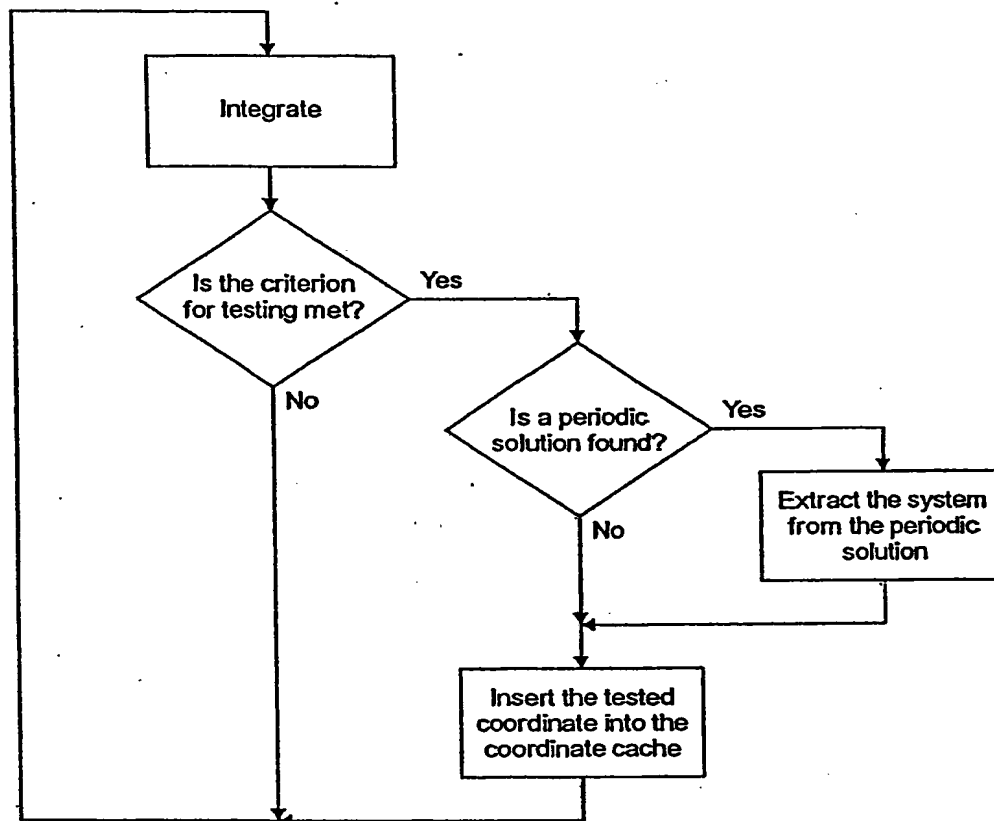 Integrate
Is the criterion
for testing met?
Yes
No
Is a periodic
solution found?
Yes
No
Extract the system
from the periodic
solution
Insert the tested
coordinate into the
coordinate cache